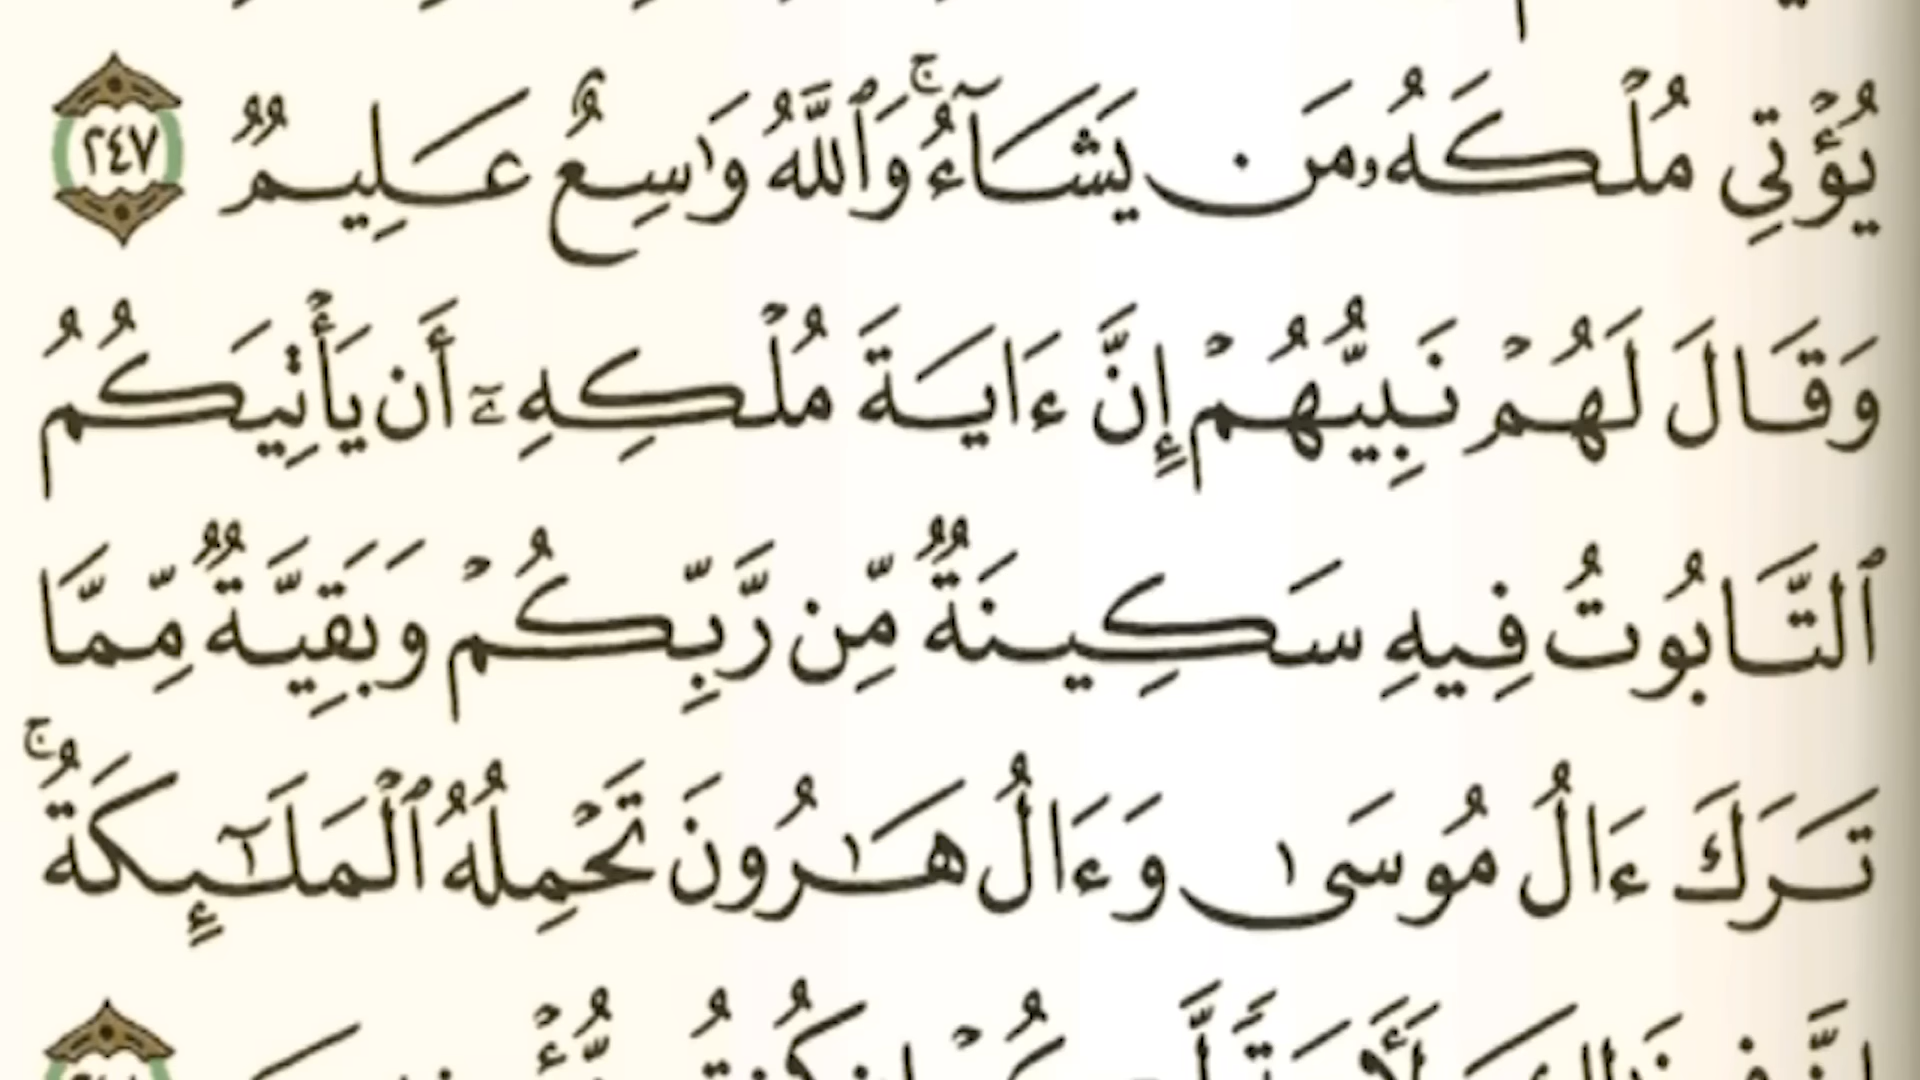 يُؤْتِى مُلْكَهُۥ مَن يَشَآءُ ۚ وَٱللَّهُ وَٰسِعٌ عَلِيمٌ ٢٤٧
وَقَالَ لَهُمْ نَبِيُّهُمْ إِنَّ ءَايَةَ مُلْكِهِۦٓ أَن يَأْتِيَكُمُ
ٱلتَّابُوتُ فِيهِ سَكِينَةٌ مِّن رَّبِّكُمْ وَبَقِيَّةٌ مِّمَّا
تَرَكَ ءَالُ مُوسَىٰ وَءَالُ هَـٰرُونَ تَحْمِلُهُ ٱلْمَلَـٰٓئِكَةُ ۚ